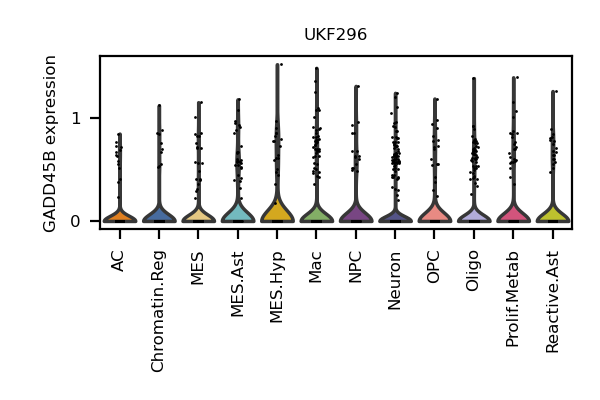 UKF296
GADD45B expression
1
0
AC
Chromatin.Reg
MES
MES.Ast
MES.Hyp
Mac
NPC
Neuron
OPC
Oligo
Prolif.Metab
Reactive.Ast